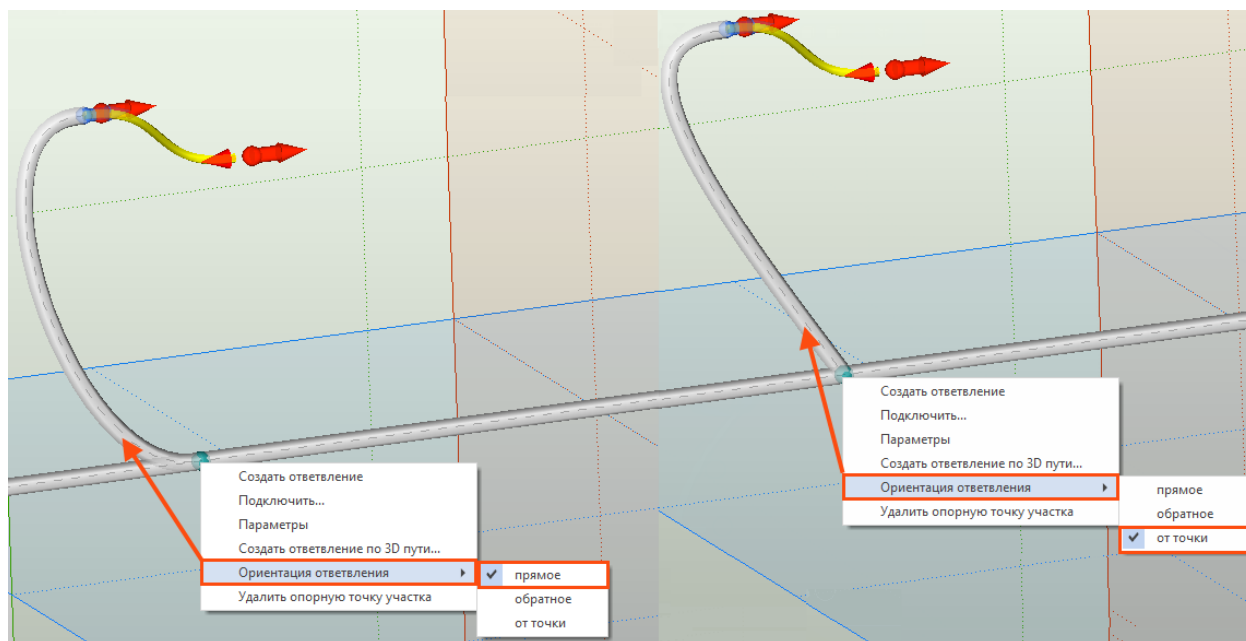 Создать ответвление
Подключить...
Параметры
Создать ответвление по 3D пути...
Ориентация ответвления
Удалить опорную точку участка
прямое
обратное
от точки
Создать ответвление
Подключить...
Параметры
Создать ответвление по 3D пути...
Ориентация ответвления
Удалить опорную точку участка
прямое
обратное
от точки